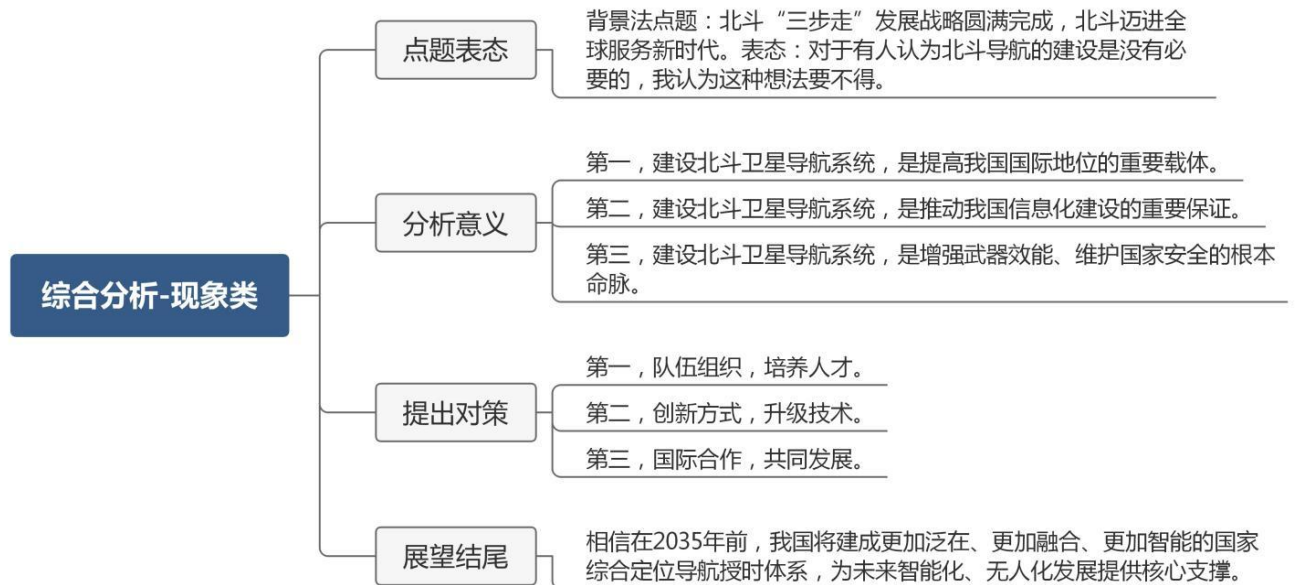 综合分析-现象类
点题表态
背景法点题：北斗“三步走”发展战略圆满完成，北斗迈进全
球服务新时代。表态：对于有人认为北斗导航的建设是没有必
要的，我认为这种想法要不得。
分析意义
第一，建设北斗卫星导航系统，是提高我国国际地位的重要载体。
第二，建设北斗卫星导航系统，是推动我国信息化建设的重要保证。
第三，建设北斗卫星导航系统，是增强武器效能、维护国家安全的根本
命脉。
提出对策
第一，队伍组织，培养人才。
第二，创新方式，升级技术。
第三，国际合作，共同发展。
展望结尾
相信在2035年前，我国将建成更加泛在、更加融合、更加智能的国家
综合定位导航授时体系，为未来智能化、无人化发展提供核心支撑。